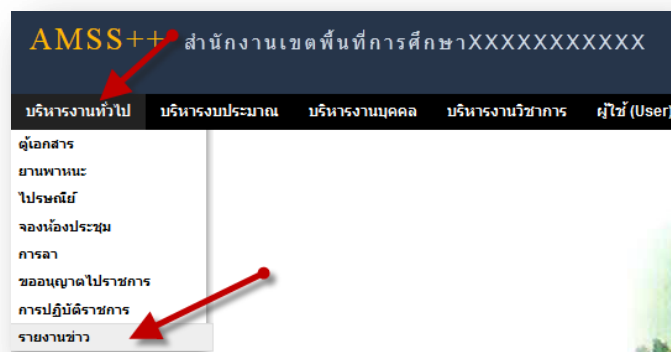 AMSS++ สำนักงานเขตพื้นที่การศึกษาXXXXXXXXXXX
บริหารงานทั่วไป บริหารงบประมาณ บริหารงานบุคคล บริหารงานวิชาการ ผู้ใช้ (User)
ตู้เอกสาร
ยานพาหนะ
ไปรษณีย์
จองห้องประชุม
การลา
ขออนุญาตไปราชการ
การปฏิบัติราชการ
รายงานข่าว